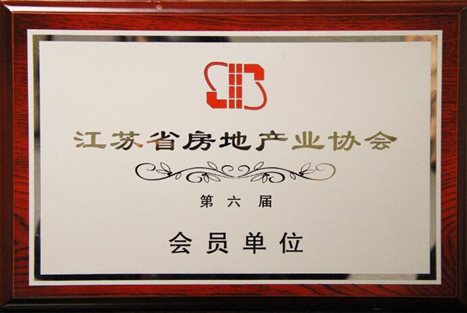 江苏省房地产业协会
第六届
会员单位